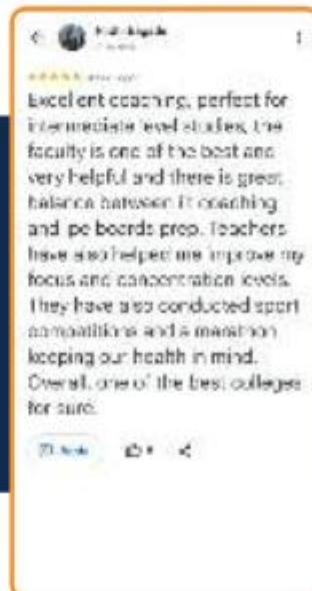 Excellent coaching, perfect for
intermediate level studies, the
faculty is one of the best and
very helpful and there is great
balance between iit coaching
and ipe boards prep. Teachers
have also helped me improve my
focus and concentration levels.
They have also conducted sport
competitions and a marathon
keeping our health in mind.
Overall, one of the best colleges
for sure.